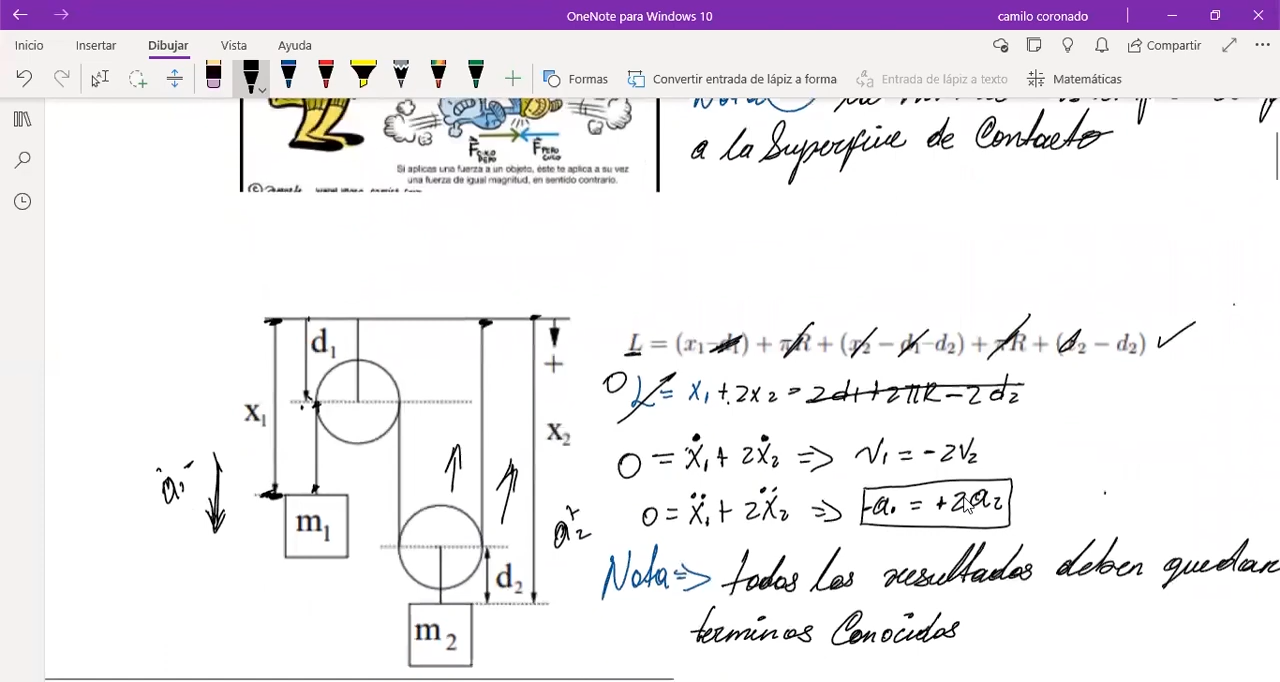 OneNote para Windows 10
camilo coronado
Inicio
Insertar
Dibujar
Vista
Ayuda
Compartir
Formas
Convertir entrada de lápiz a forma
Entrada de lápiz a texto
Matemáticas
Nota
a la Superficie de Contacto
Si aplicas una fuerza a un objeto, éste te aplica a su vez
una fuerza de igual magnitud, en sentido contrario.
d₁
+
x₁
x₂
m₁
d₂
m₂
a₁
a₂
L = (x₁ - d₁) + πR + (x₂ - d₁ - d₂) + πR + (x₂ - d₂) ✓
0 L = x₁ + 2x₂ - 2d₁ + 2πR - 2d₂
0 = ẋ₁ + 2ẋ₂ ⇒ V₁ = -2V₂
0 = ẍ₁ + 2ẍ₂ ⇒ -a₁ = +2a₂
Nota ⇒ todos los resultados deben quedar
terminos Conocidos